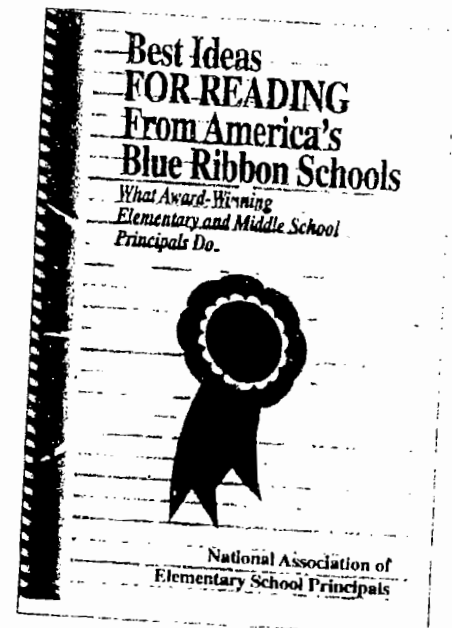 Best Ideas
FOR READING
From America's
Blue Ribbon Schools
What Award-Winning
Elementary and Middle School
Principals Do
National Association of
Elementary School Principals